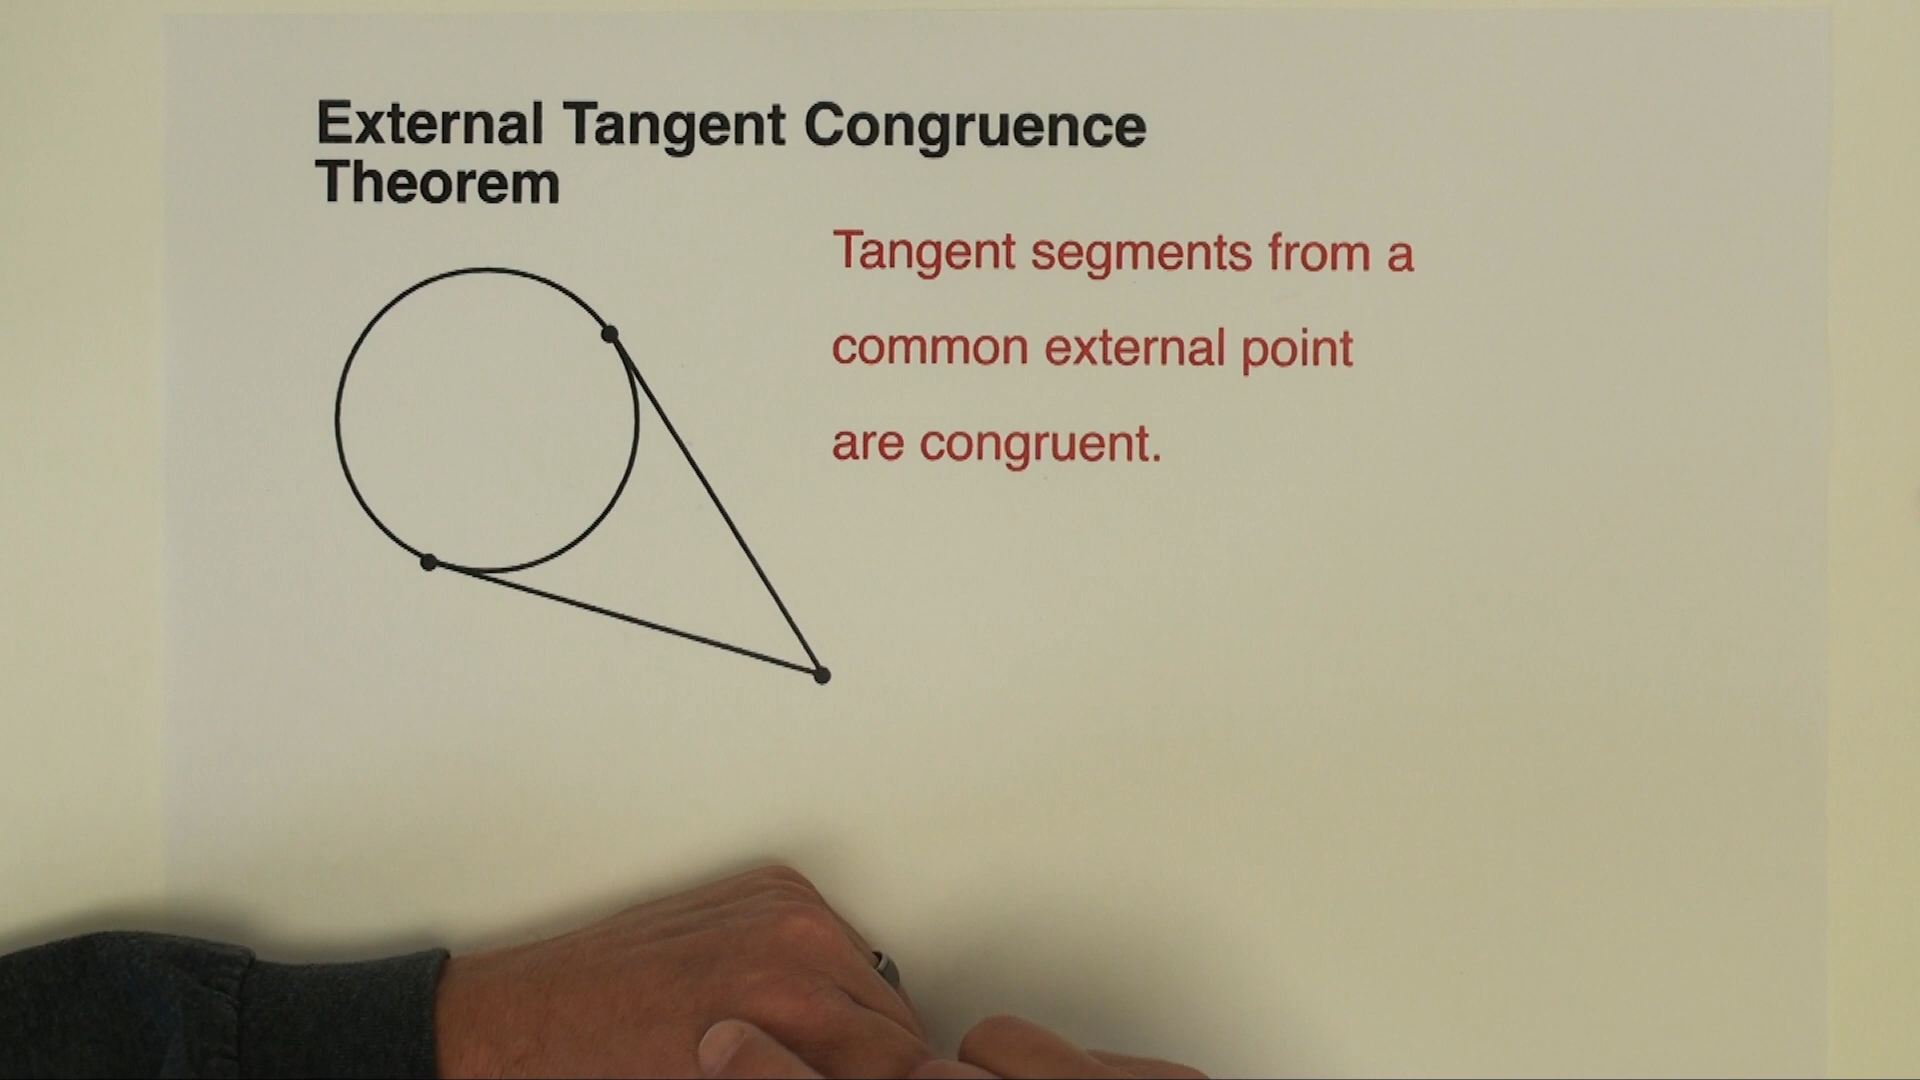 External Tangent Congruence
Theorem
Tangent segments from a
common external point
are congruent.